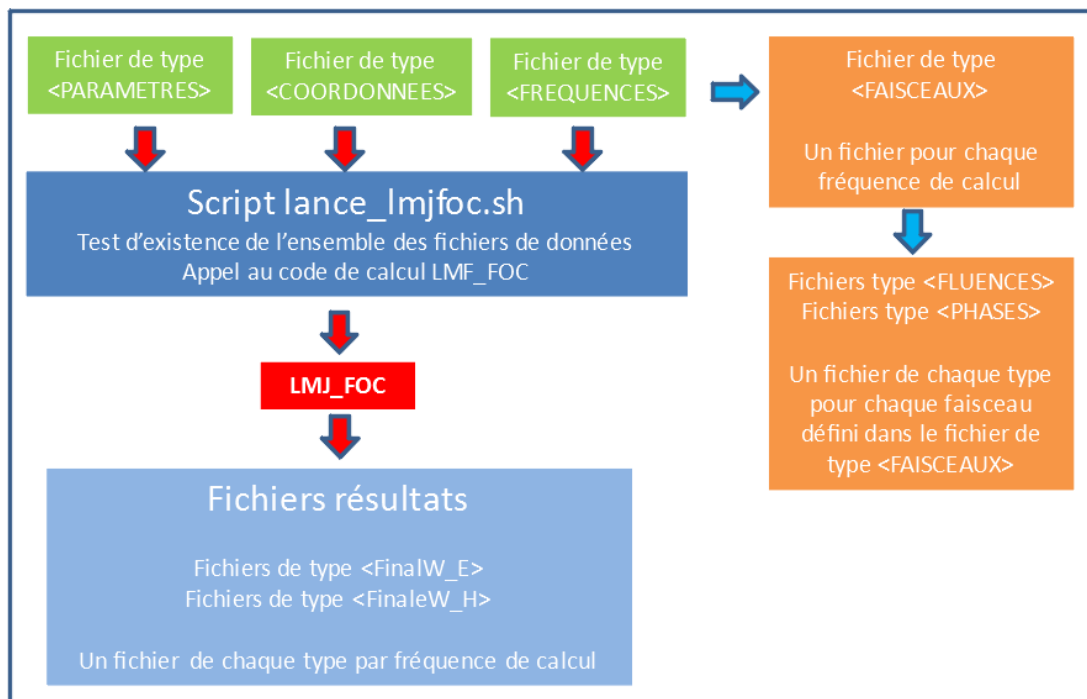 Fichier de type
<PARAMETRES>
Fichier de type
<COORDONNEES>
Fichier de type
<FREQUENCES>
Fichier de type
<FAISCEAUX>
Un fichier pour chaque
fréquence de calcul
Script lance_lmjfoc.sh
Test d'existence de l'ensemble des fichiers de données
Appel au code de calcul LMF_FOC
Fichiers type <FLUENCES>
Fichiers type <PHASES>
Un fichier de chaque type
pour chaque faisceau
défini dans le fichier de
type <FAISCEAUX>
LMJ_FOC
Fichiers résultats
Fichiers de type <FinalW_E>
Fichiers de type <FinaleW_H>
Un fichier de chaque type par fréquence de calcul